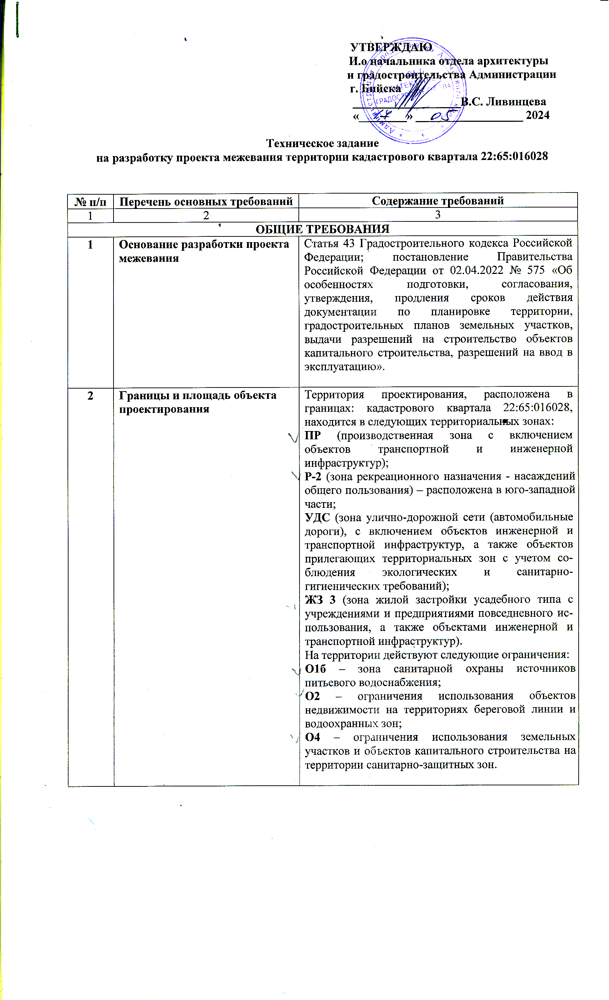 УТВЕРЖДАЮ
И.о начальника отдела архитектуры
и градостроительства Администрации
г. Бийска
В.С. Ливинцева
«17» 05 2024
Техническое задание
на разработку проекта межевания территории кадастрового квартала 22:65:016028
№ п/п Перечень основных требований Содержание требований
1 2 3
ОБЩИЕ ТРЕБОВАНИЯ
1 Основание разработки проекта
межевания
Статья 43 Градостроительного кодекса Российской
Федерации; постановление Правительства
Российской Федерации от 02.04.2022 № 575 «Об
особенностях подготовки, согласования,
утверждения, продления сроков действия
документации по планировке территории,
градостроительных планов земельных участков,
выдачи разрешений на строительство объектов
капитального строительства, разрешений на ввод в
эксплуатацию».
2 Границы и площадь объекта
проектирования
Территория проектирования, расположена в
границах: кадастрового квартала 22:65:016028,
находится в следующих территориальных зонах:
ПР (производственная зона с включением
объектов транспортной и инженерной
инфраструктур);
Р-2 (зона рекреационного назначения - насаждений
общего пользования) – расположена в юго-западной
части;
УДС (зона улично-дорожной сети (автомобильные
дороги), с включением объектов инженерной и
транспортной инфраструктур, а также объектов
прилегающих территориальных зон с учетом со-
блюдения экологических и санитарно-
гигиенических требований);
ЖЗ 3 (зона жилой застройки усадебного типа с
учреждениями и предприятиями повседневного ис-
пользования, а также объектами инженерной и
транспортной инфраструктур).
На территории действуют следующие ограничения:
О1б – зона санитарной охраны источников
питьевого водоснабжения;
О2 – ограничения использования объектов
недвижимости на территориях береговой линии и
водоохранных зон;
О4 – ограничения использования земельных
участков и объектов капитального строительства на
территории санитарно-защитных зон.